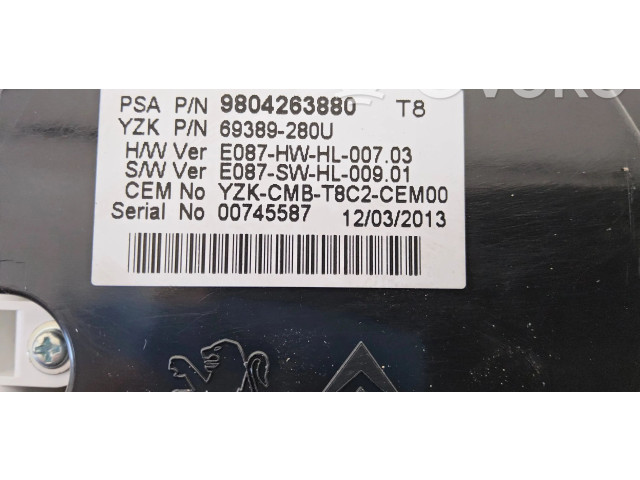 PSA P/N 9804263880 T8
YZK P/N 69389-280U
H/W Ver E087-HW-HL-007.03
S/W Ver E087-SW-HL-009.01
CEM No YZK-CMB-T8C2-CEM00
Serial No 00745587 12/03/2013